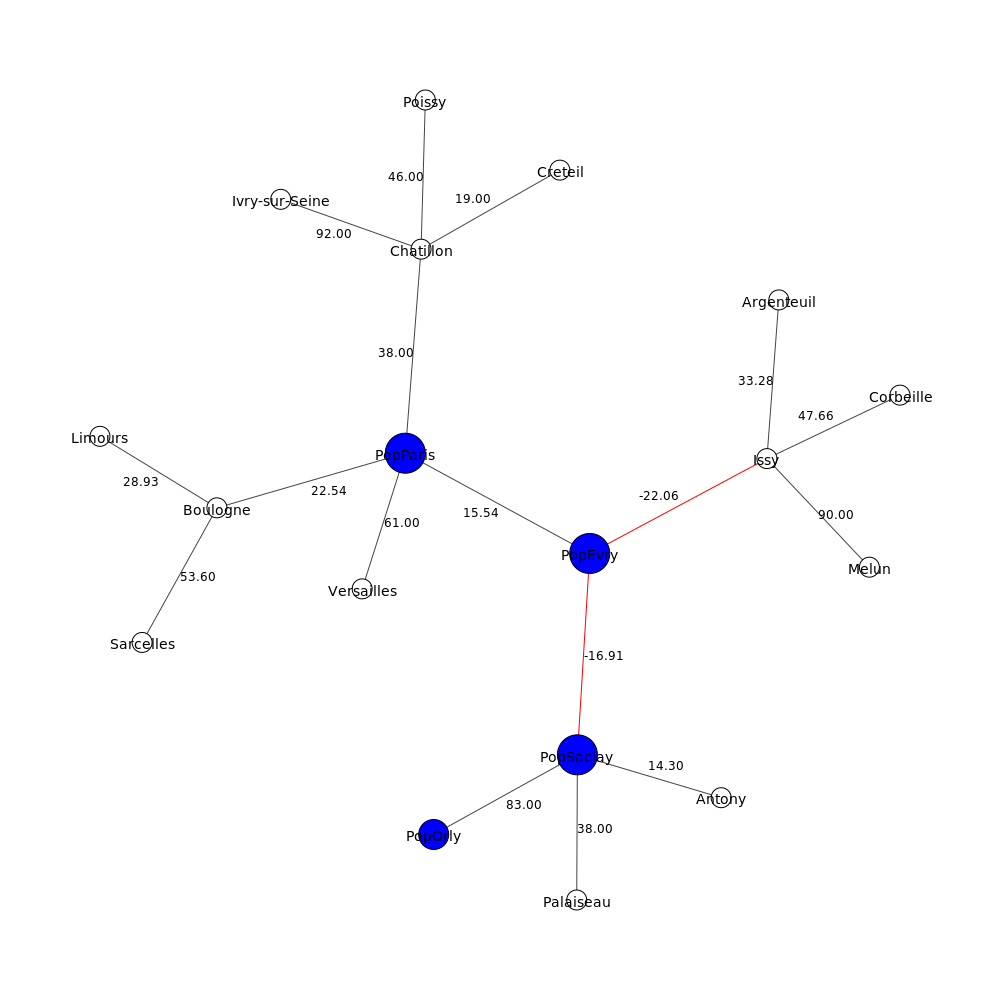 Poissy
46.00
Creteil
19.00
Ivry-sur-Seine
92.00
Chatillon
38.00
Argenteuil
33.28
Corbeille
47.66
Limours
PopParis
Issy
28.93
22.54
-22.06
Boulogne
61.00
15.54
90.00
PopEvry
Melun
53.60
Versailles
Sarcelles
-16.91
PopSaclay
14.30
Antony
83.00
38.00
PopOrly
Palaiseau